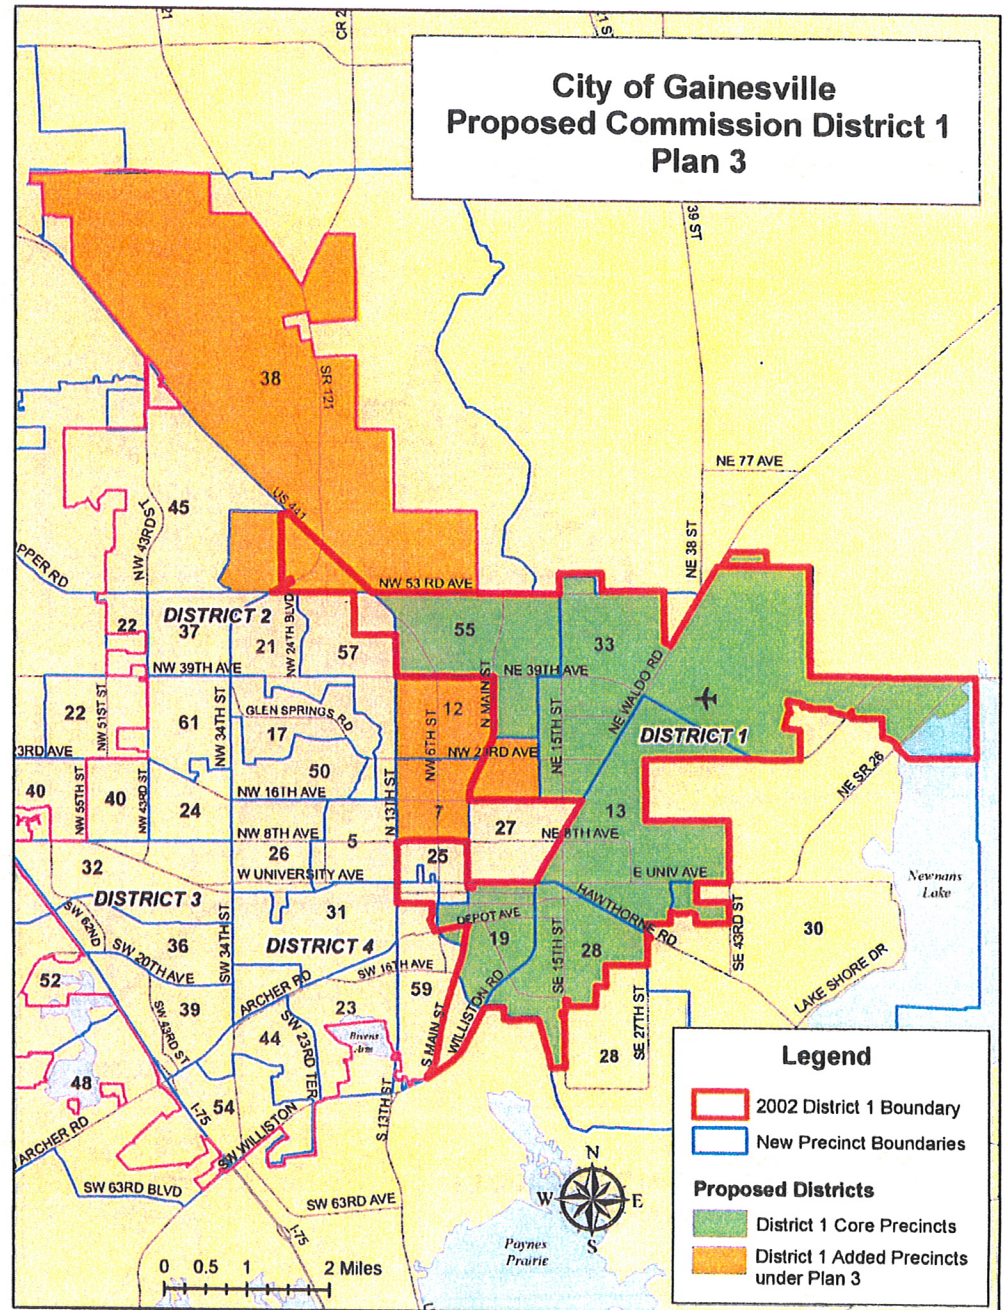 21
CR 2
City of Gainesville
Proposed Commission District 1
Plan 3
39 ST
38
SR 121
NE 77 AVE
US 441
45
NW 43RD ST
NE 38 ST
PPER RD
NW 53 RD AVE
DISTRICT 2
22
37
21
NW 24TH BLVD
57
55
33
NW 39TH AVE
NE 39TH AVE
N MAIN ST
NE WALDO RD
22
NW 51ST ST
61
NW 34TH ST
GLEN SPRINGS RD
17
12
NW 6TH ST
NE 15TH ST
DISTRICT 1
23RD AVE
NW 23RD AVE
50
NE SR 26
40
NW 55TH ST
40
NW 43RD ST
24
NW 16TH AVE
N 13TH ST
7
27
13
NW 8TH AVE
5
NE 8TH AVE
32
26
25
W UNIVERSITY AVE
E UNIV AVE
Newnans
Lake
DISTRICT 3
31
DEPOT AVE
HAWTHORNE RD
SW 62ND
36
SW 34TH ST
DISTRICT 4
19
28
SE 15TH ST
SE 43RD ST
30
SW 20TH AVE
ARCHER RD
SW 16TH AVE
52
59
LAKE SHORE DR
39
23
S MAIN ST
WILLISTON RD
SW 43RD ST
44
SW 23RD TER
Bivens
Arm
28
SE 27TH ST
48
54
S 13TH ST
I-75
ARCHER RD
SW WILLISTON
SW 63RD BLVD
SW 63RD AVE
I-75
Paynes
Prairie
N
W E
S
0 0.5 1 2 Miles
Legend
2002 District 1 Boundary
New Precinct Boundaries
Proposed Districts
District 1 Core Precincts
District 1 Added Precincts
under Plan 3